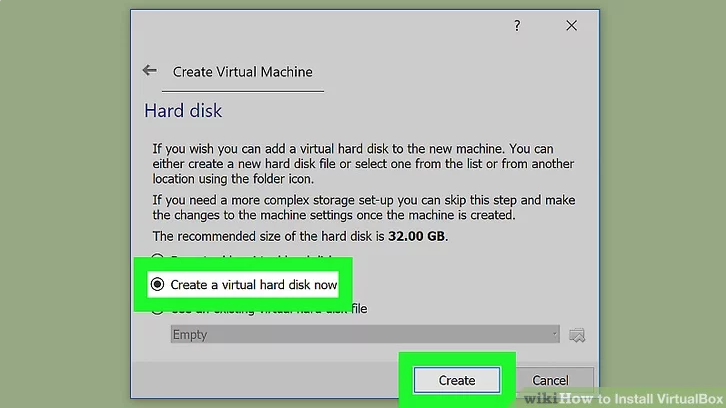 ?
Create Virtual Machine
Hard disk
If you wish you can add a virtual hard disk to the new machine. You can
either create a new hard disk file or select one from the list or from another
location using the folder icon.
If you need a more complex storage set-up you can skip this step and make
the changes to the machine settings once the machine is created.
The recommended size of the hard disk is 32.00 GB.
Create a virtual hard disk now
existing virtual hard disk file
Empty
Create
Cancel
wikiHow to Install VirtualBox